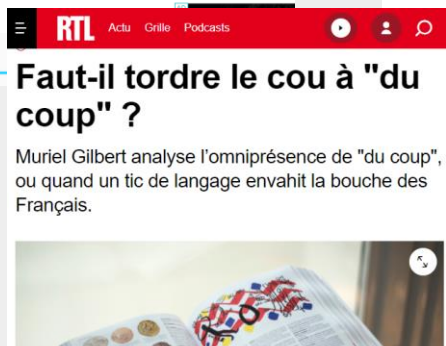 RTL Actu Grille Podcasts
Faut-il tordre le cou à "du
coup" ?
Muriel Gilbert analyse l'omniprésence de "du coup",
ou quand un tic de langage envahit la bouche des
Français.